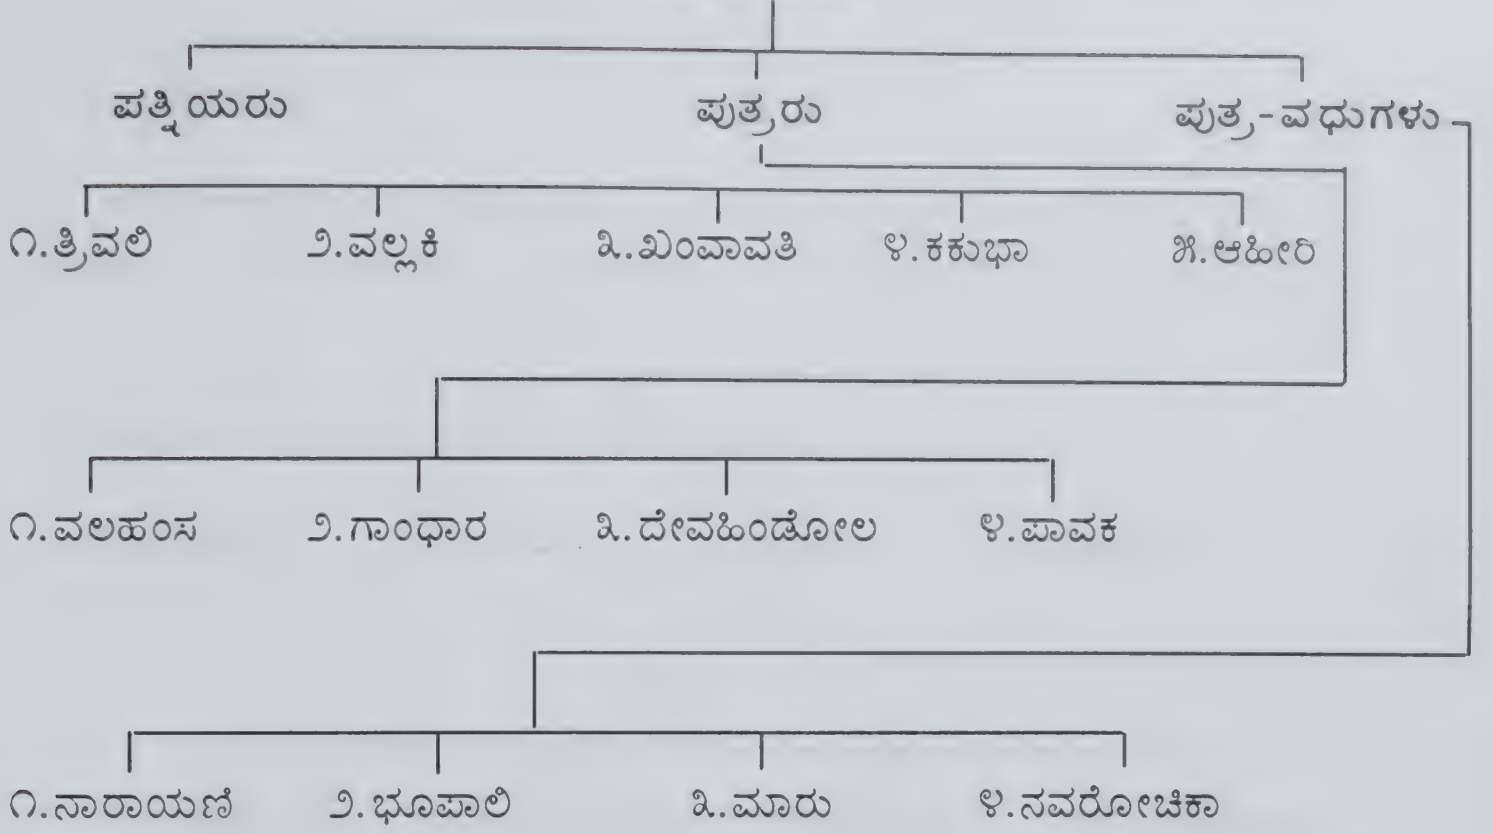 ಪತ್ನಿಯರು ಪುತ್ರರು ಪುತ್ರ-ವಧುಗಳು
೧.ತ್ರಿವಲಿ ೨.ವಲ್ಲಕಿ ೩.ಖಂವಾವತಿ ೪.ಕಕುಭಾ ೫.ಆಹೀರಿ
೧.ವಲಹಂಸ ೨.ಗಾಂಧಾರ ೩.ದೇವಹಿಂಡೋಲ ೪.ಪಾವಕ
೧.ನಾರಾಯಣಿ ೨.ಭೂಪಾಲಿ ೩.ಮಾರು ೪.ನವರೋಚಿಕಾ